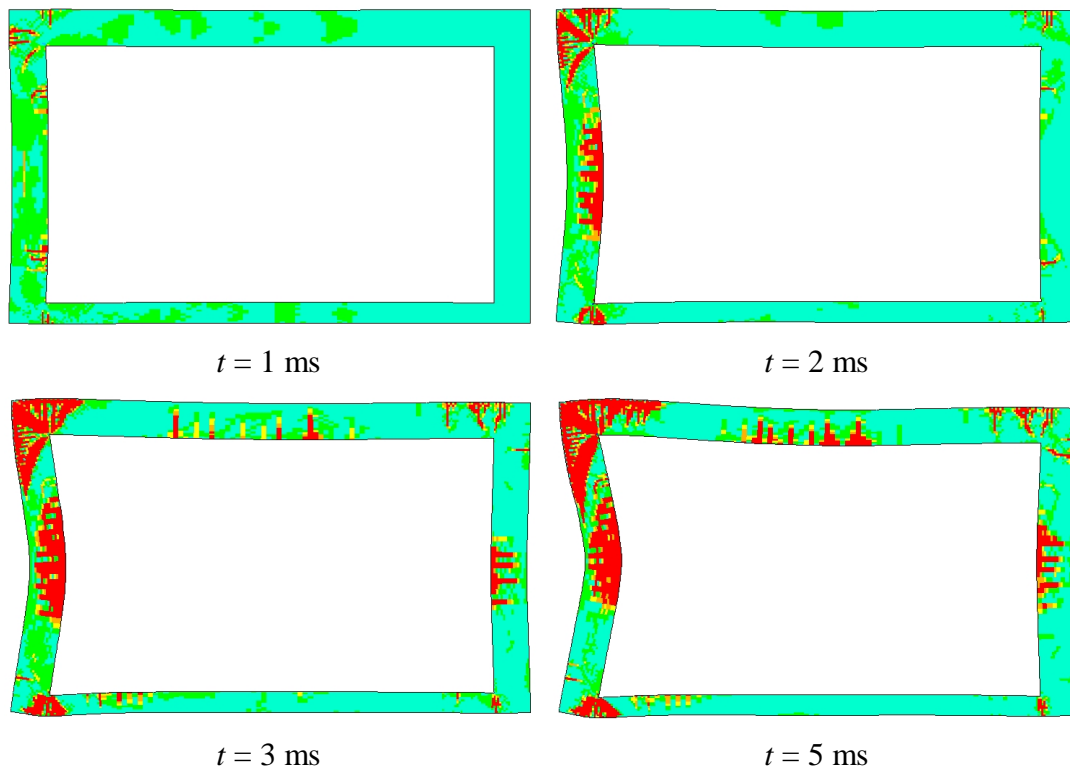 t = 1 ms
t = 2 ms
t = 3 ms
t = 5 ms